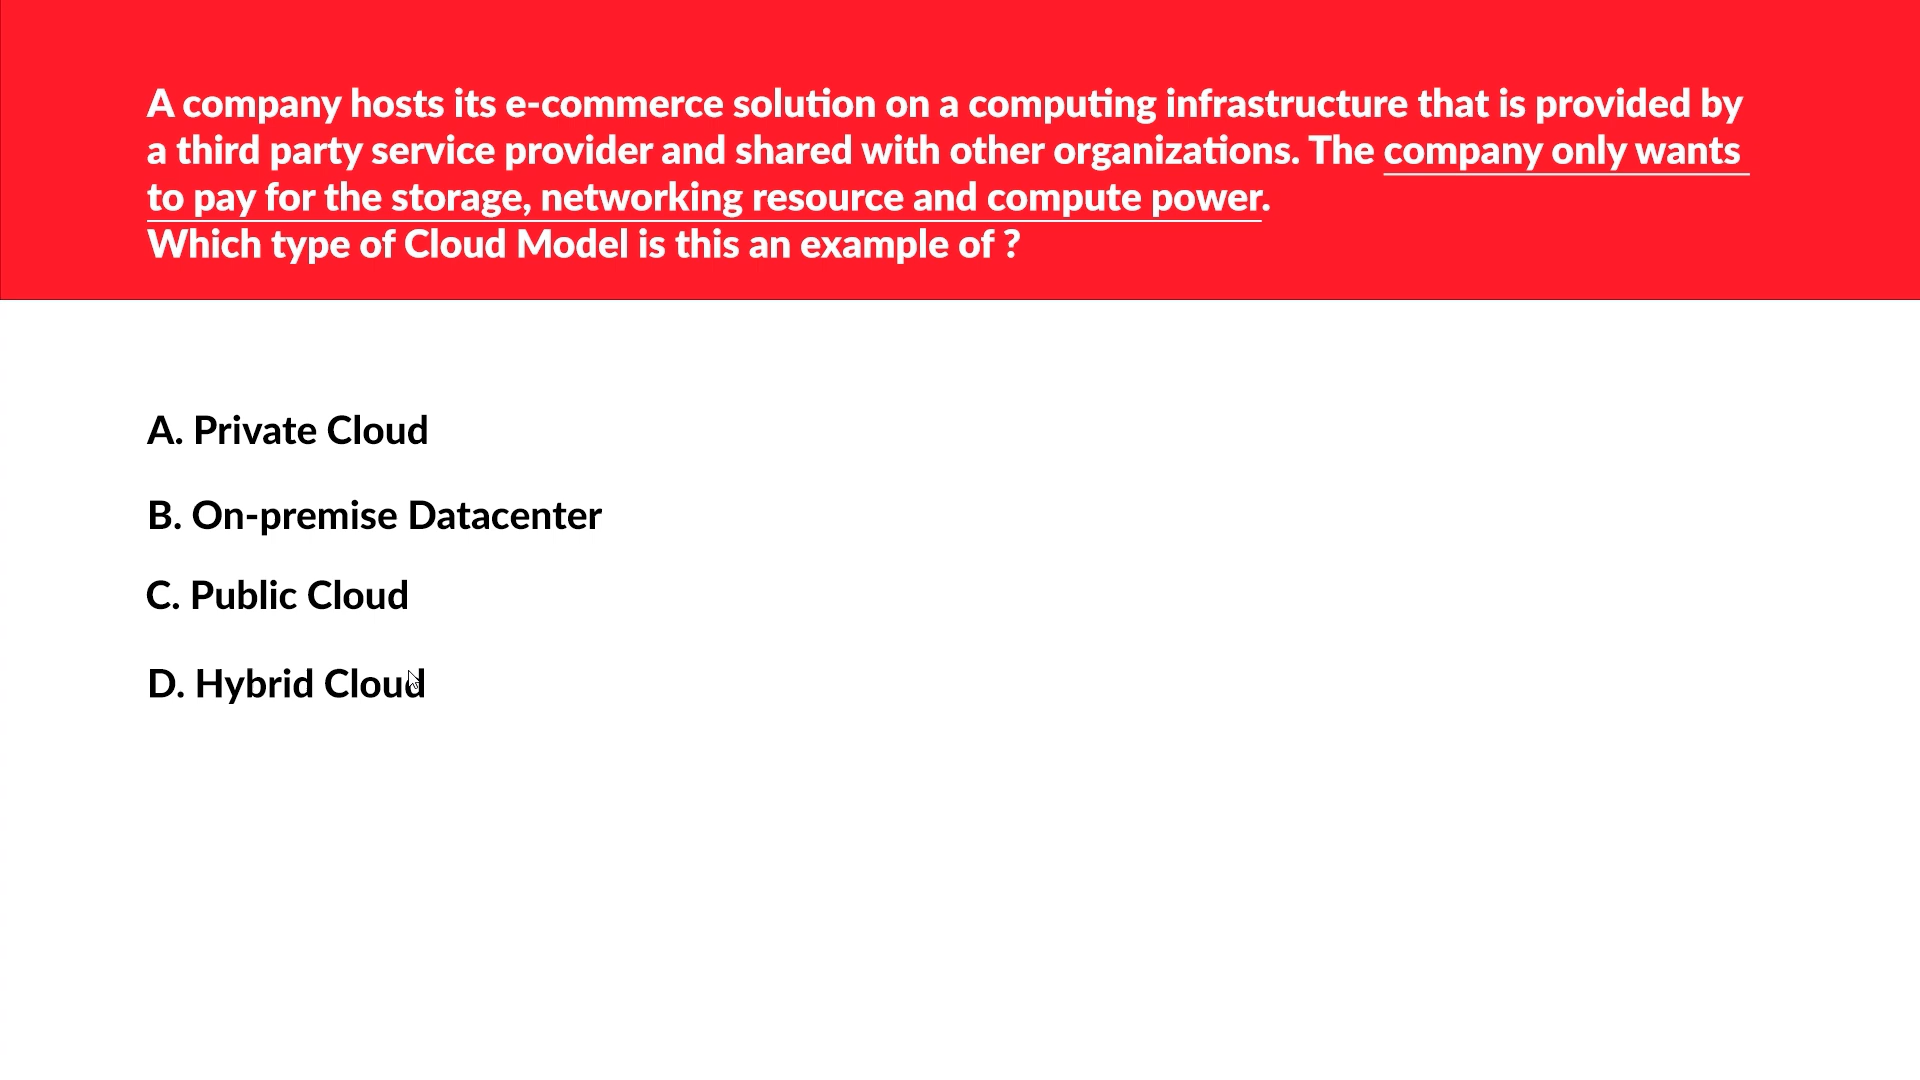 A company hosts its e-commerce solution on a computing infrastructure that is provided by
a third party service provider and shared with other organizations. The company only wants
to pay for the storage, networking resource and compute power.
Which type of Cloud Model is this an example of ?
A. Private Cloud
B. On-premise Datacenter
C. Public Cloud
D. Hybrid Cloud